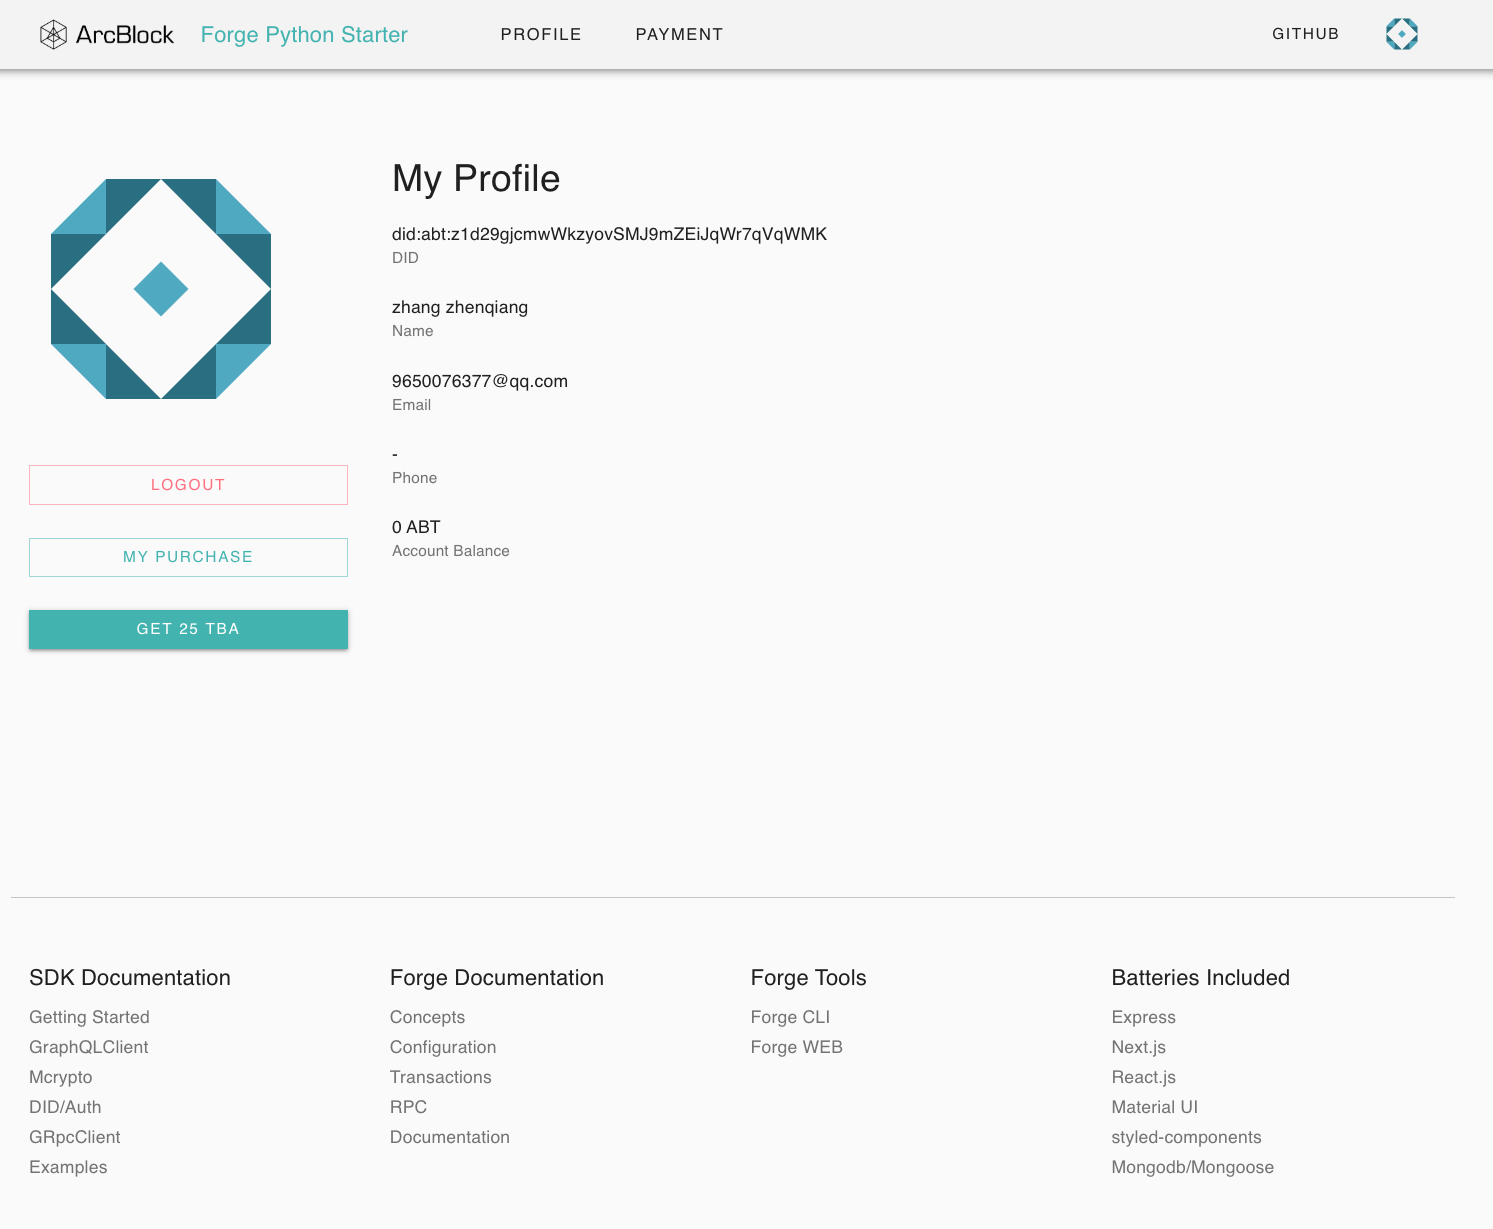 ArcBlock Forge Python Starter PROFILE PAYMENT GITHUB
My Profile
did:abt:z1d29gjcmwWkzyovSMJ9mZEiJqWr7qVqWMK
DID
zhang zhenqiang
Name
9650076377@qq.com
Email
-
Phone
0 ABT
Account Balance
LOGOUT
MY PURCHASE
GET 25 TBA
SDK Documentation
Getting Started
GraphQLClient
Mcrypto
DID/Auth
GRpcClient
Examples
Forge Documentation
Concepts
Configuration
Transactions
RPC
Documentation
Forge Tools
Forge CLI
Forge WEB
Batteries Included
Express
Next.js
React.js
Material UI
styled-components
Mongodb/Mongoose